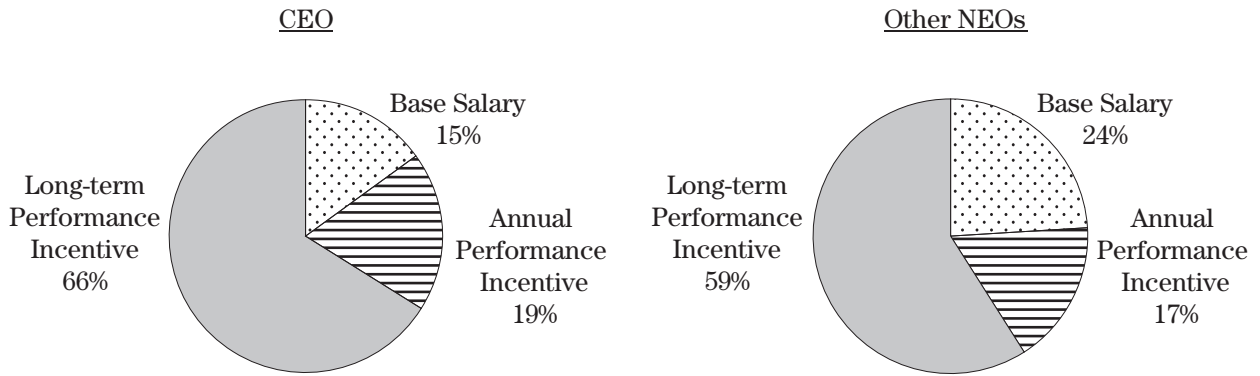 CEO
Base Salary
15%
Long-term
Performance
Incentive
66%
Annual
Performance
Incentive
19%
Other NEOs
Base Salary
24%
Long-term
Performance
Incentive
59%
Annual
Performance
Incentive
17%